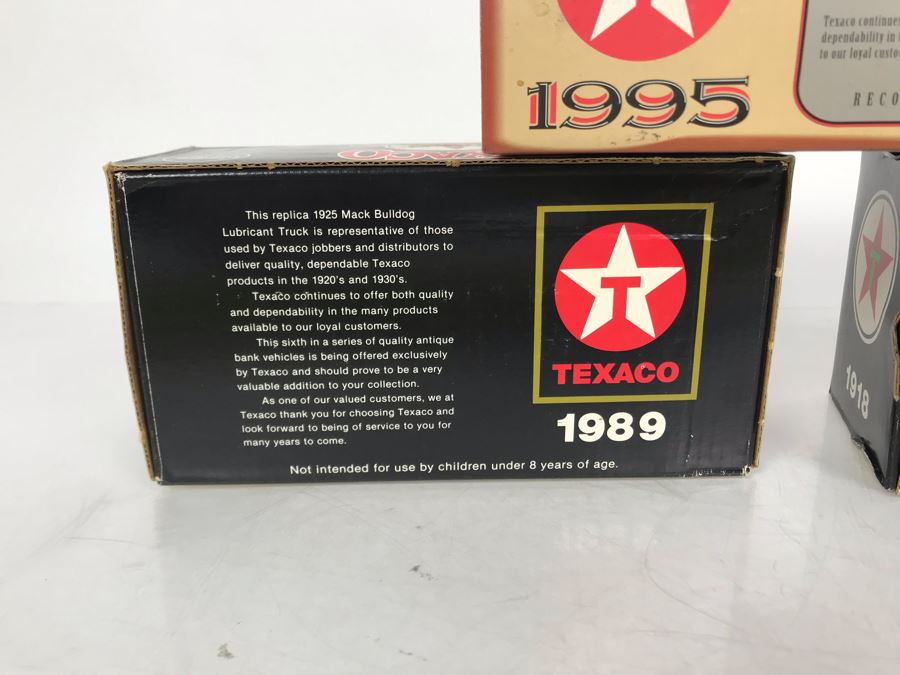 1995
Texaco continues
dependability in
to our loyal
RECO
ACO
This replica 1925 Mack Bulldog
Lubricant Truck is representative of those
used by Texaco jobbers and distributors to
deliver quality, dependable Texaco
products in the 1920's and 1930's.
Texaco continues to offer both quality
and dependability in the many products
available to our loyal customers.
This sixth in a series of quality antique
bank vehicles is being offered exclusively
by Texaco and should prove to be a very
valuable addition to your collection.
As one of our valued customers, we at
Texaco thank you for choosing Texaco and
look forward to being of service to you for
many years to come.
Not intended for use by children under 8 years of age.
T
TEXACO
1989
T
1918